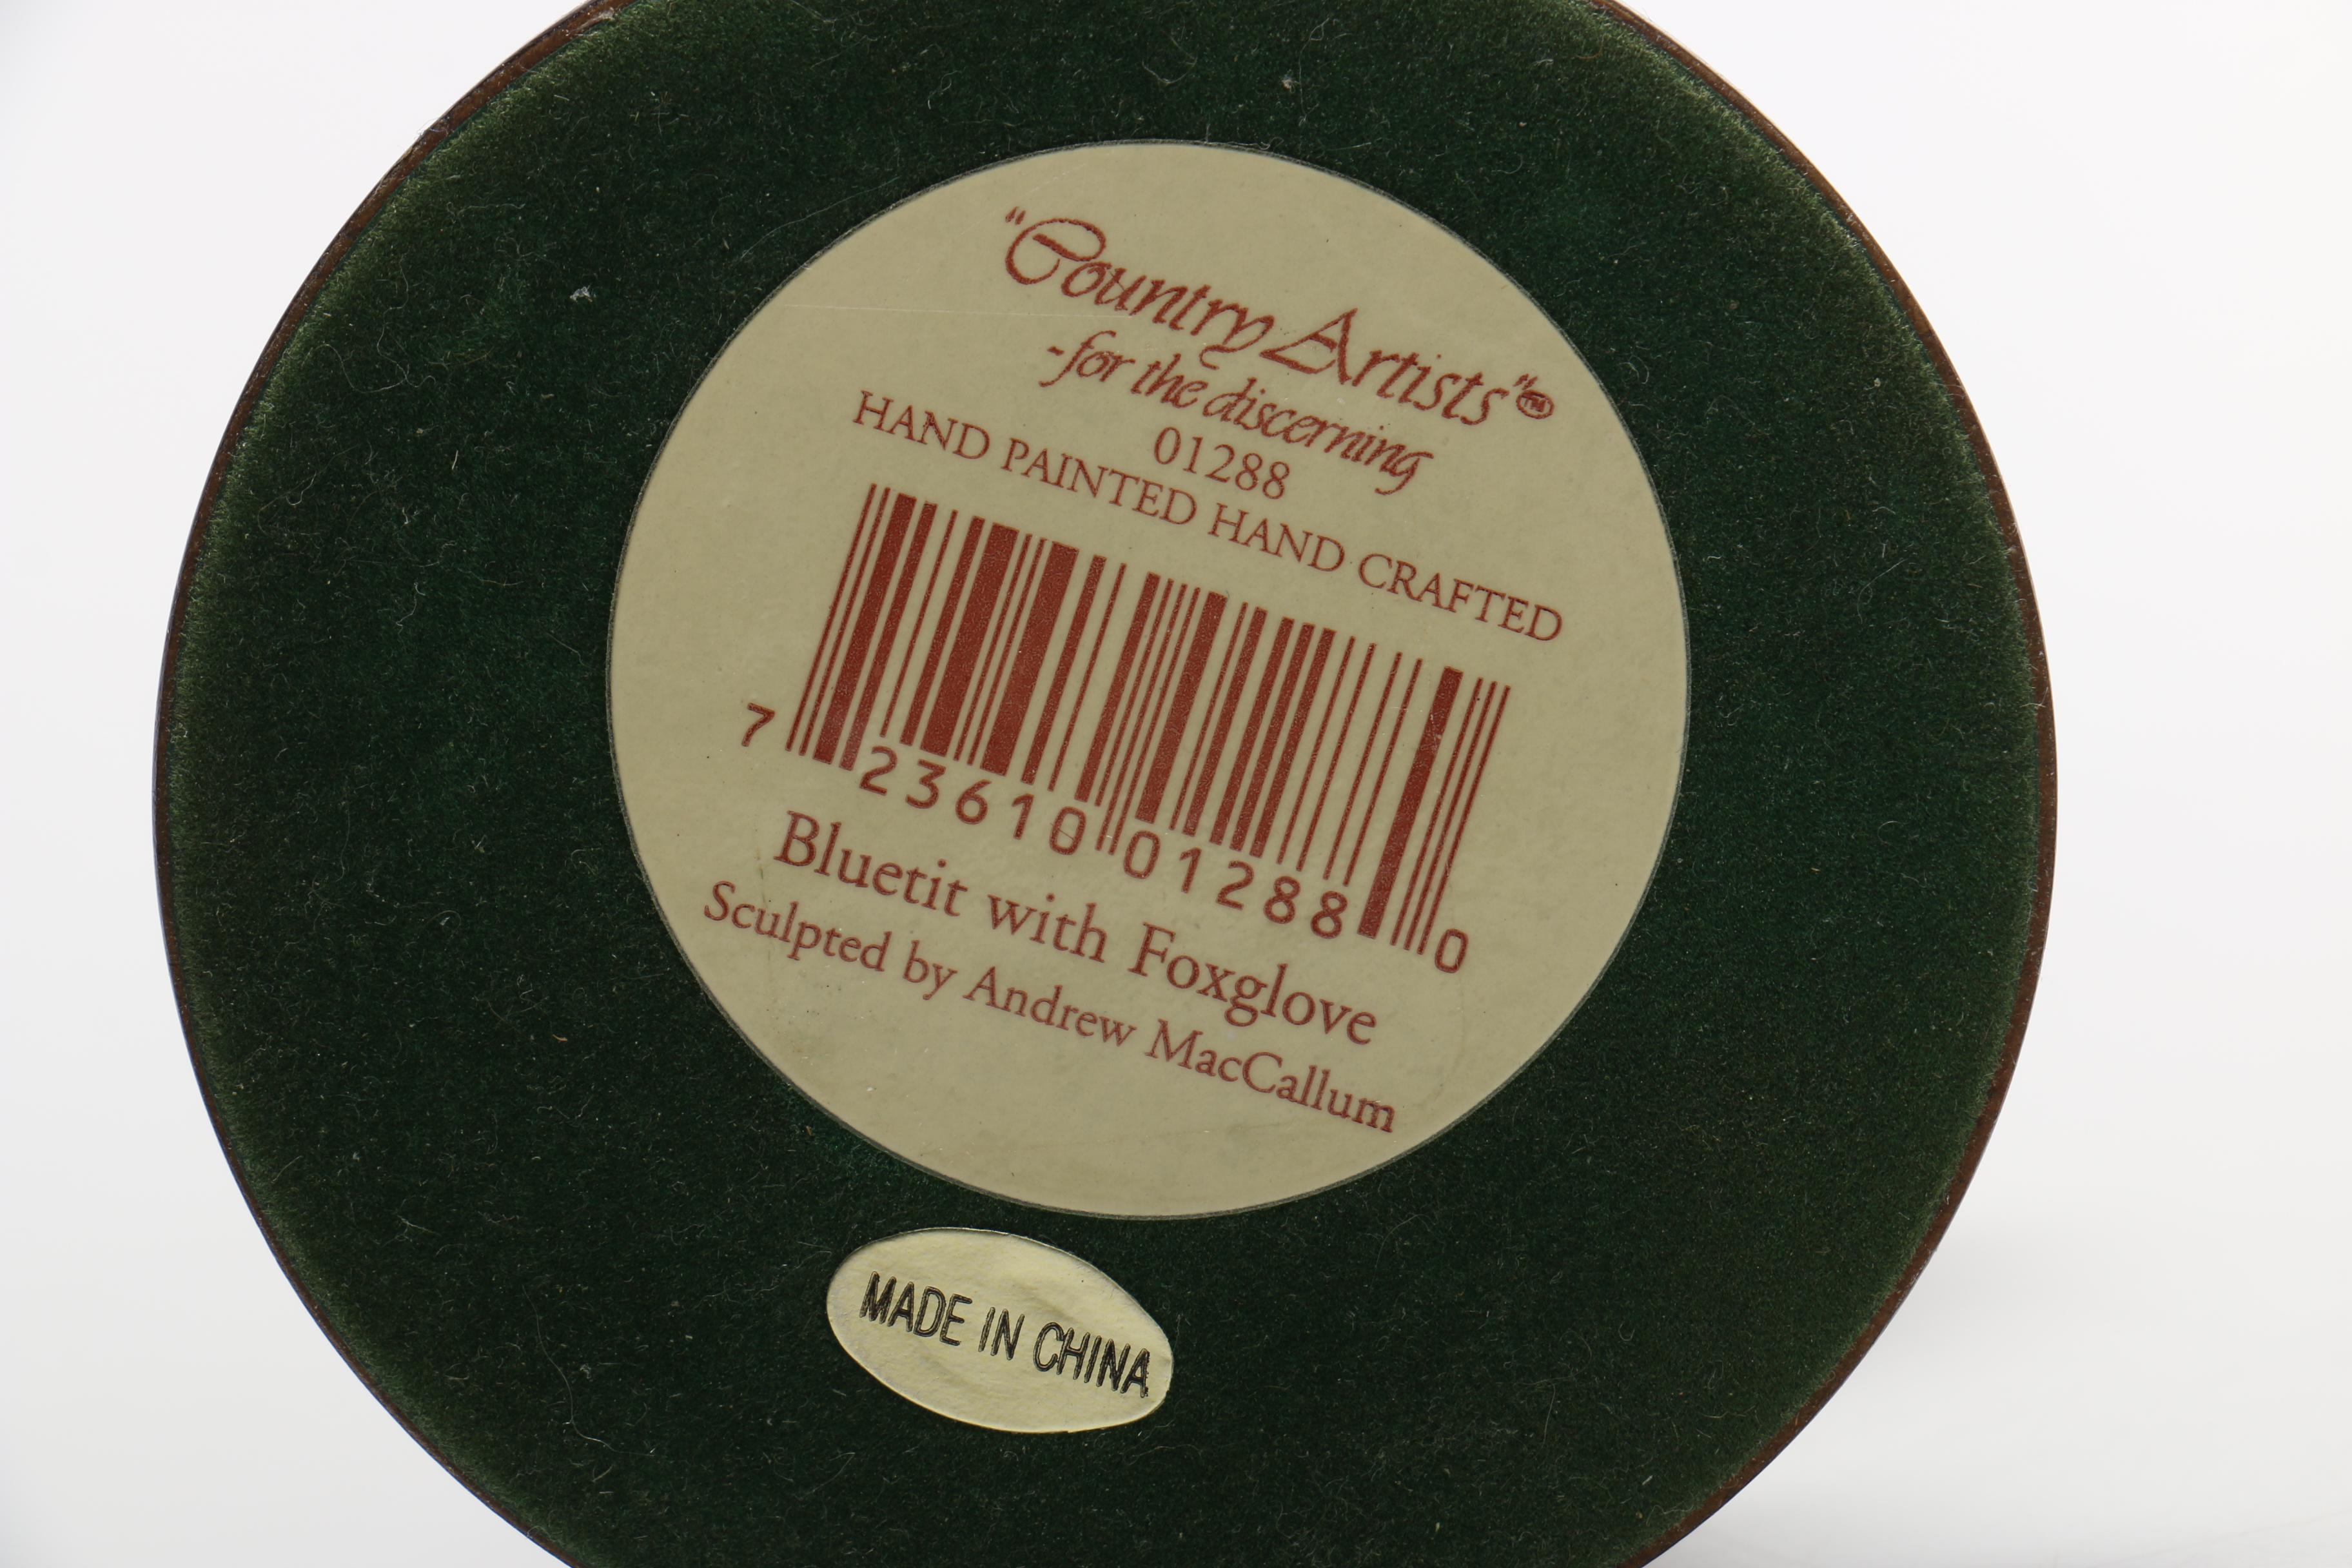 "Country Artists"™
-for the discerning
01288
HAND PAINTED HAND CRAFTED
7 23610 01288 0
Bluetit with Foxglove
Sculpted by Andrew MacCallum
MADE IN CHINA